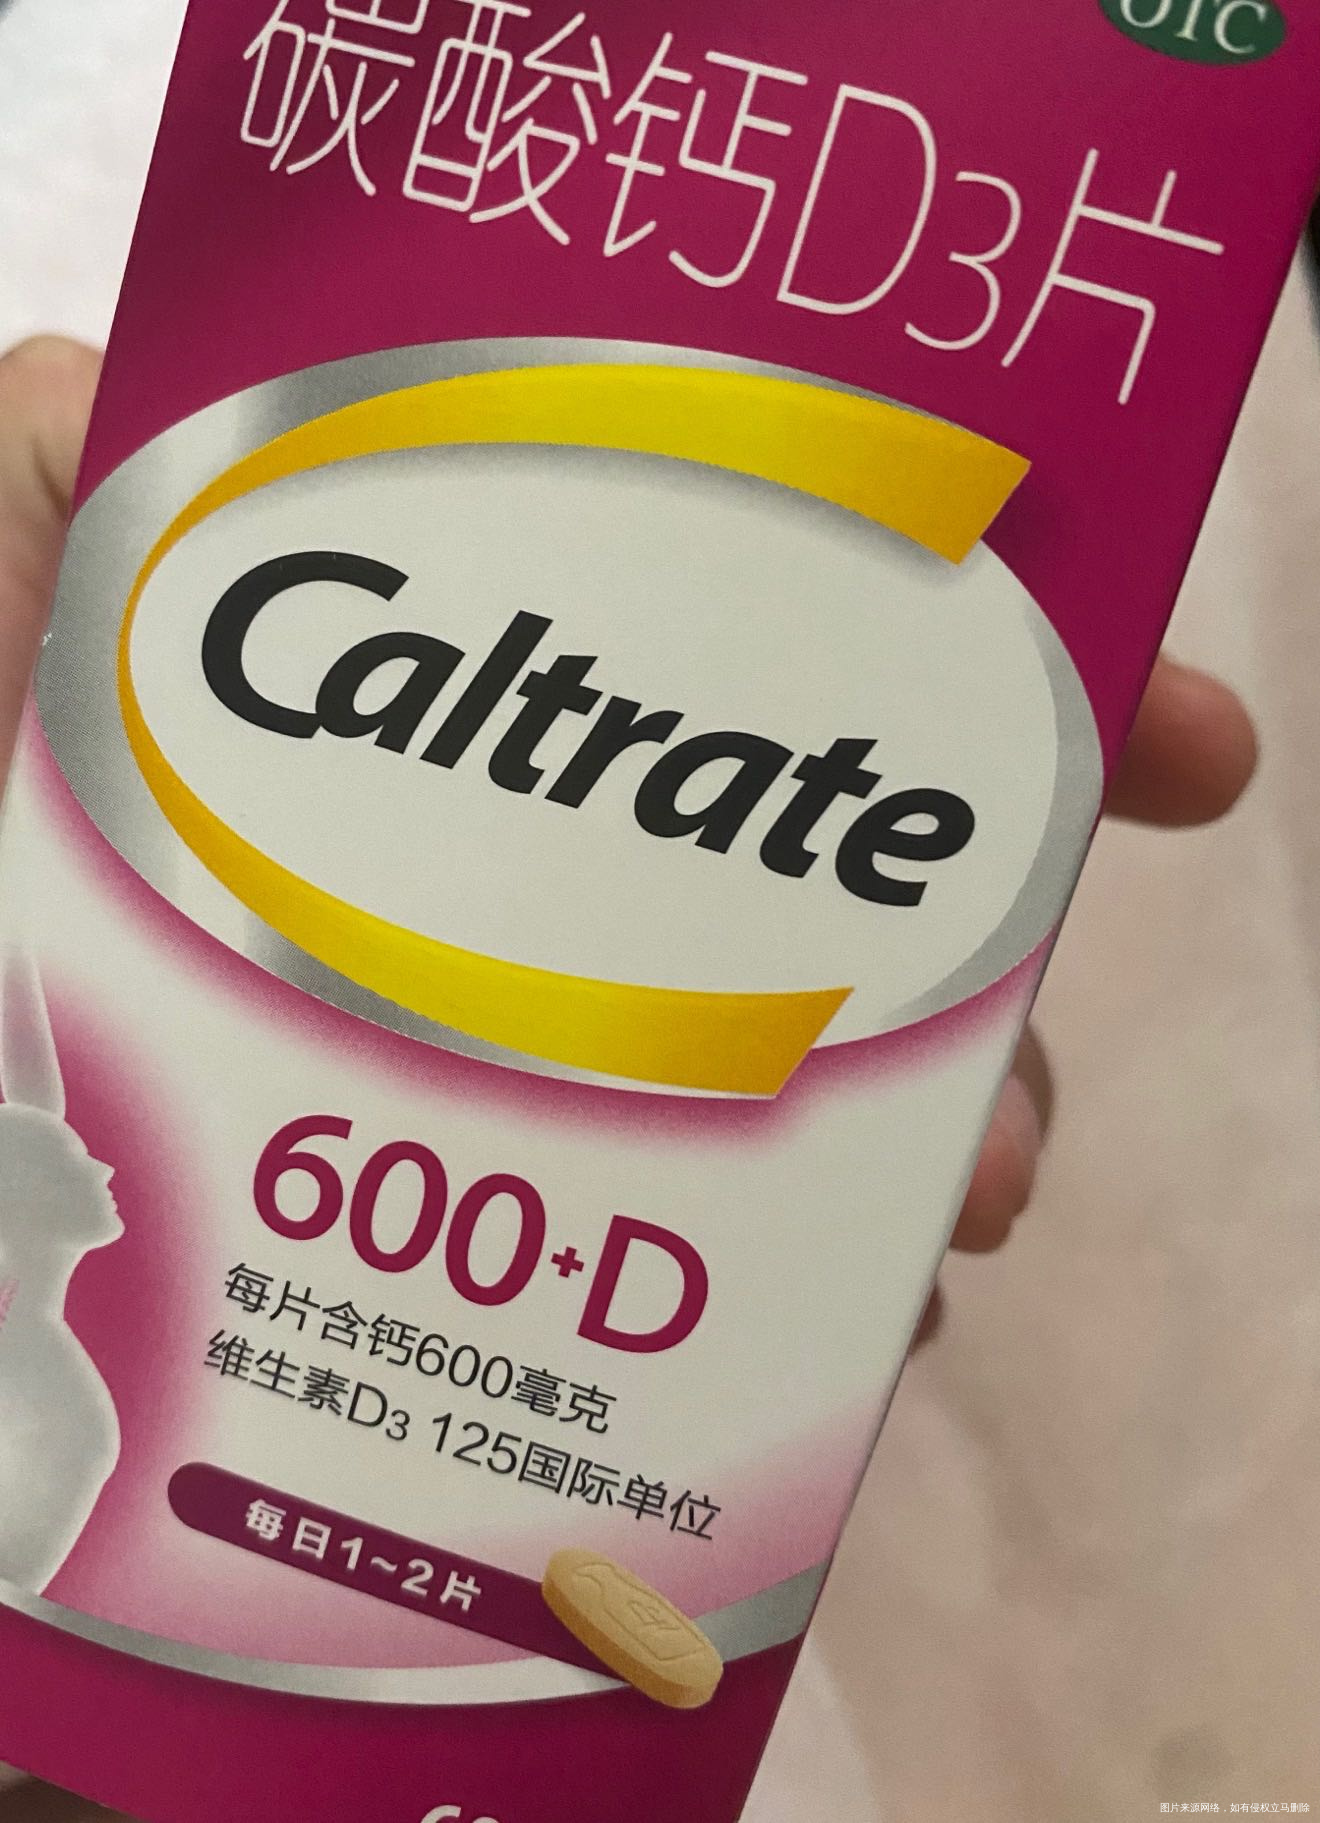 OTC
碳酸钙D3片
Caltrate
600+D
每片含钙600毫克
维生素D3 125国际单位
每日1~2片
图片来源网络，如有侵权立马删除